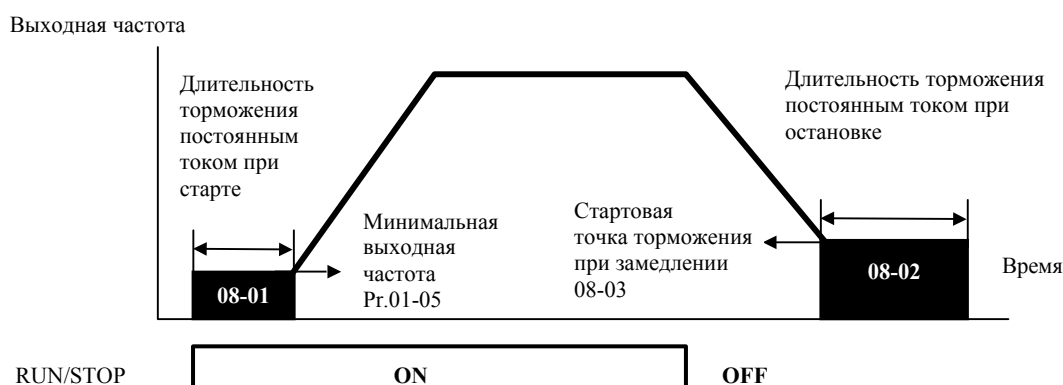 Выходная частота
Длительность
торможения
постоянным
током при
старте
Длительность торможения
постоянным током при
остановке
Минимальная
выходная
частота
Pr.01-05
Стартовая
точка торможения
при замедлении
08-03
08-01
08-02
Время
RUN/STOP
ON
OFF